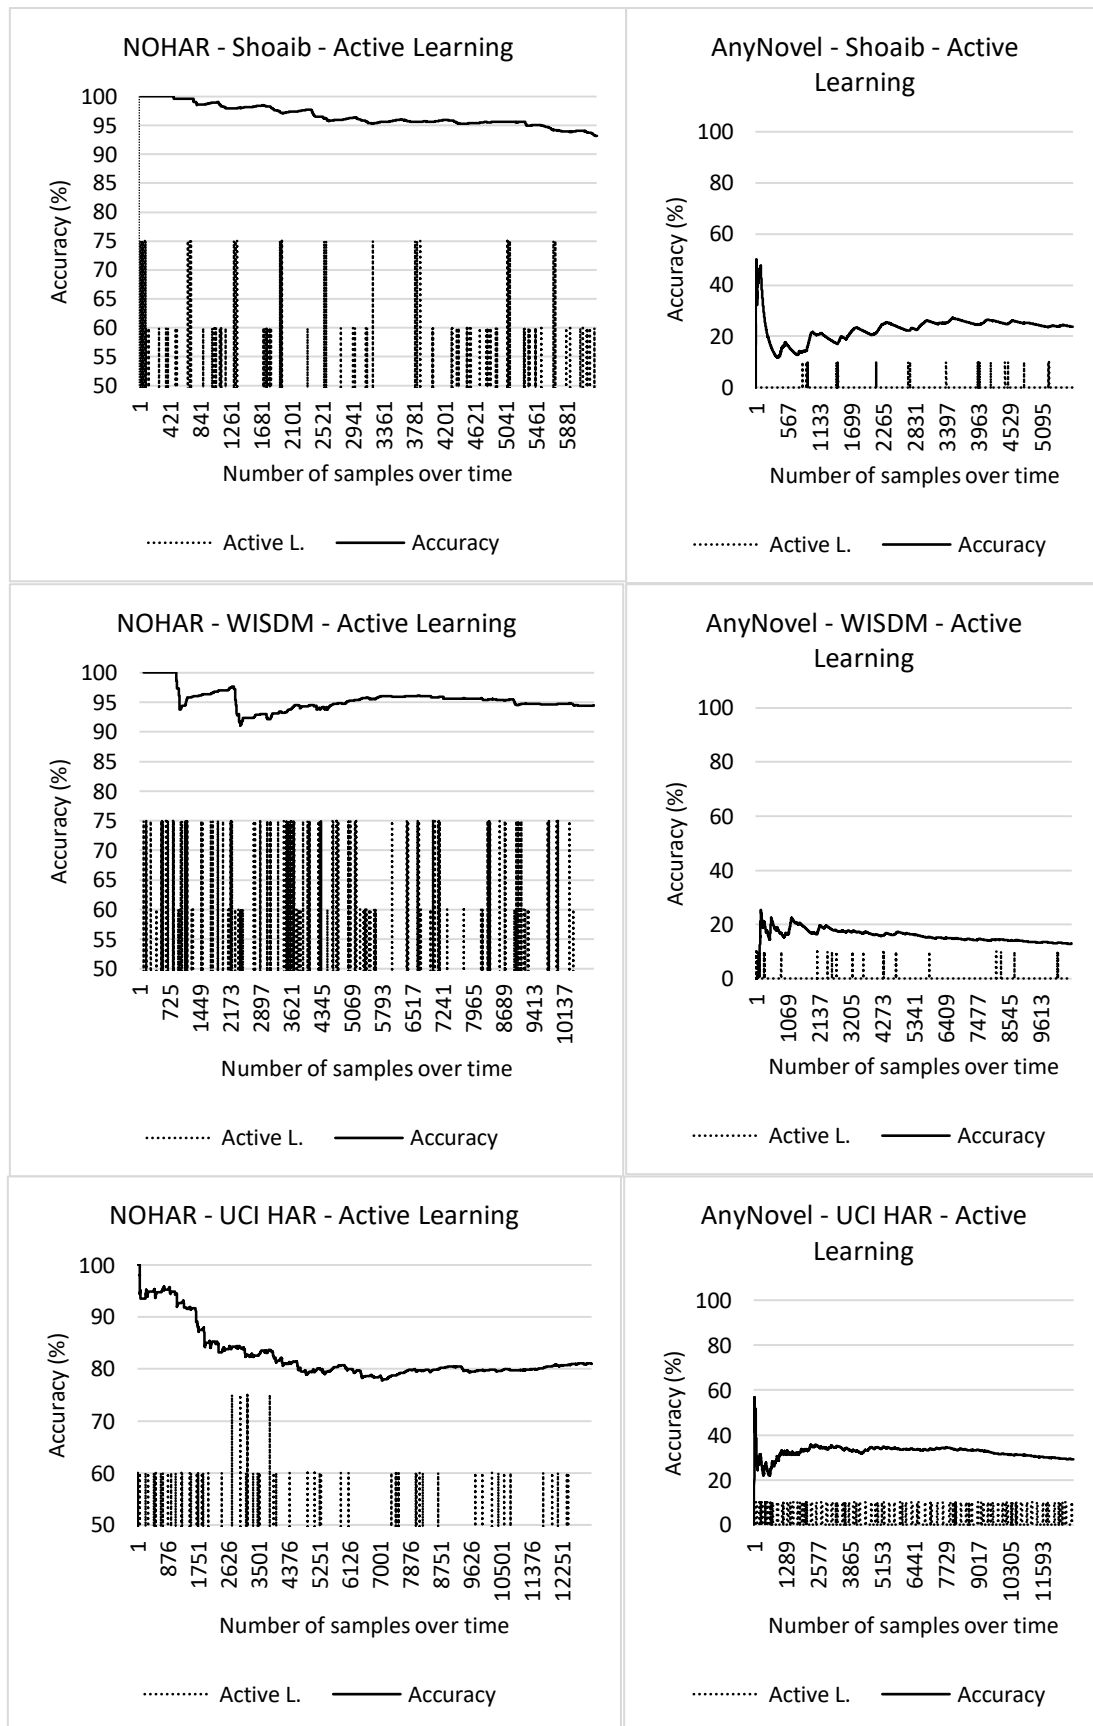 NOHAR - Shoaib - Active Learning
100
95
90
85
80
75
70
65
60
55
50
Accuracy (%)
1 421 841 1261 1681 2101 2521 2941 3361 3781 4201 4621 5041 5461 5881
Number of samples over time
Active L. Accuracy
AnyNovel - Shoaib - Active
Learning
100
80
60
40
20
0
Accuracy (%)
1 567 1133 1699 2265 2831 3397 3963 4529 5095
Number of samples over time
Active L. Accuracy
NOHAR - WISDM - Active Learning
100
95
90
85
80
75
70
65
60
55
50
Accuracy (%)
1 725 1449 2173 2897 3621 4345 5069 5793 6517 7241 7965 8689 9413 10137
Number of samples over time
Active L. Accuracy
AnyNovel - WISDM - Active
Learning
100
80
60
40
20
0
Accuracy (%)
1 1069 2137 3205 4273 5341 6409 7477 8545 9613
Number of samples over time
Active L. Accuracy
NOHAR - UCI HAR - Active Learning
100
90
80
70
60
50
Accuracy (%)
1 876 1751 2626 3501 4376 5251 6126 7001 7876 8751 9626 10501 11376 12251
Number of samples over time
Active L. Accuracy
AnyNovel - UCI HAR - Active
Learning
100
80
60
40
20
0
Accuracy (%)
1 1289 2577 3865 5153 6441 7729 9017 10305 11593
Number of samples over time
Active L. Accuracy